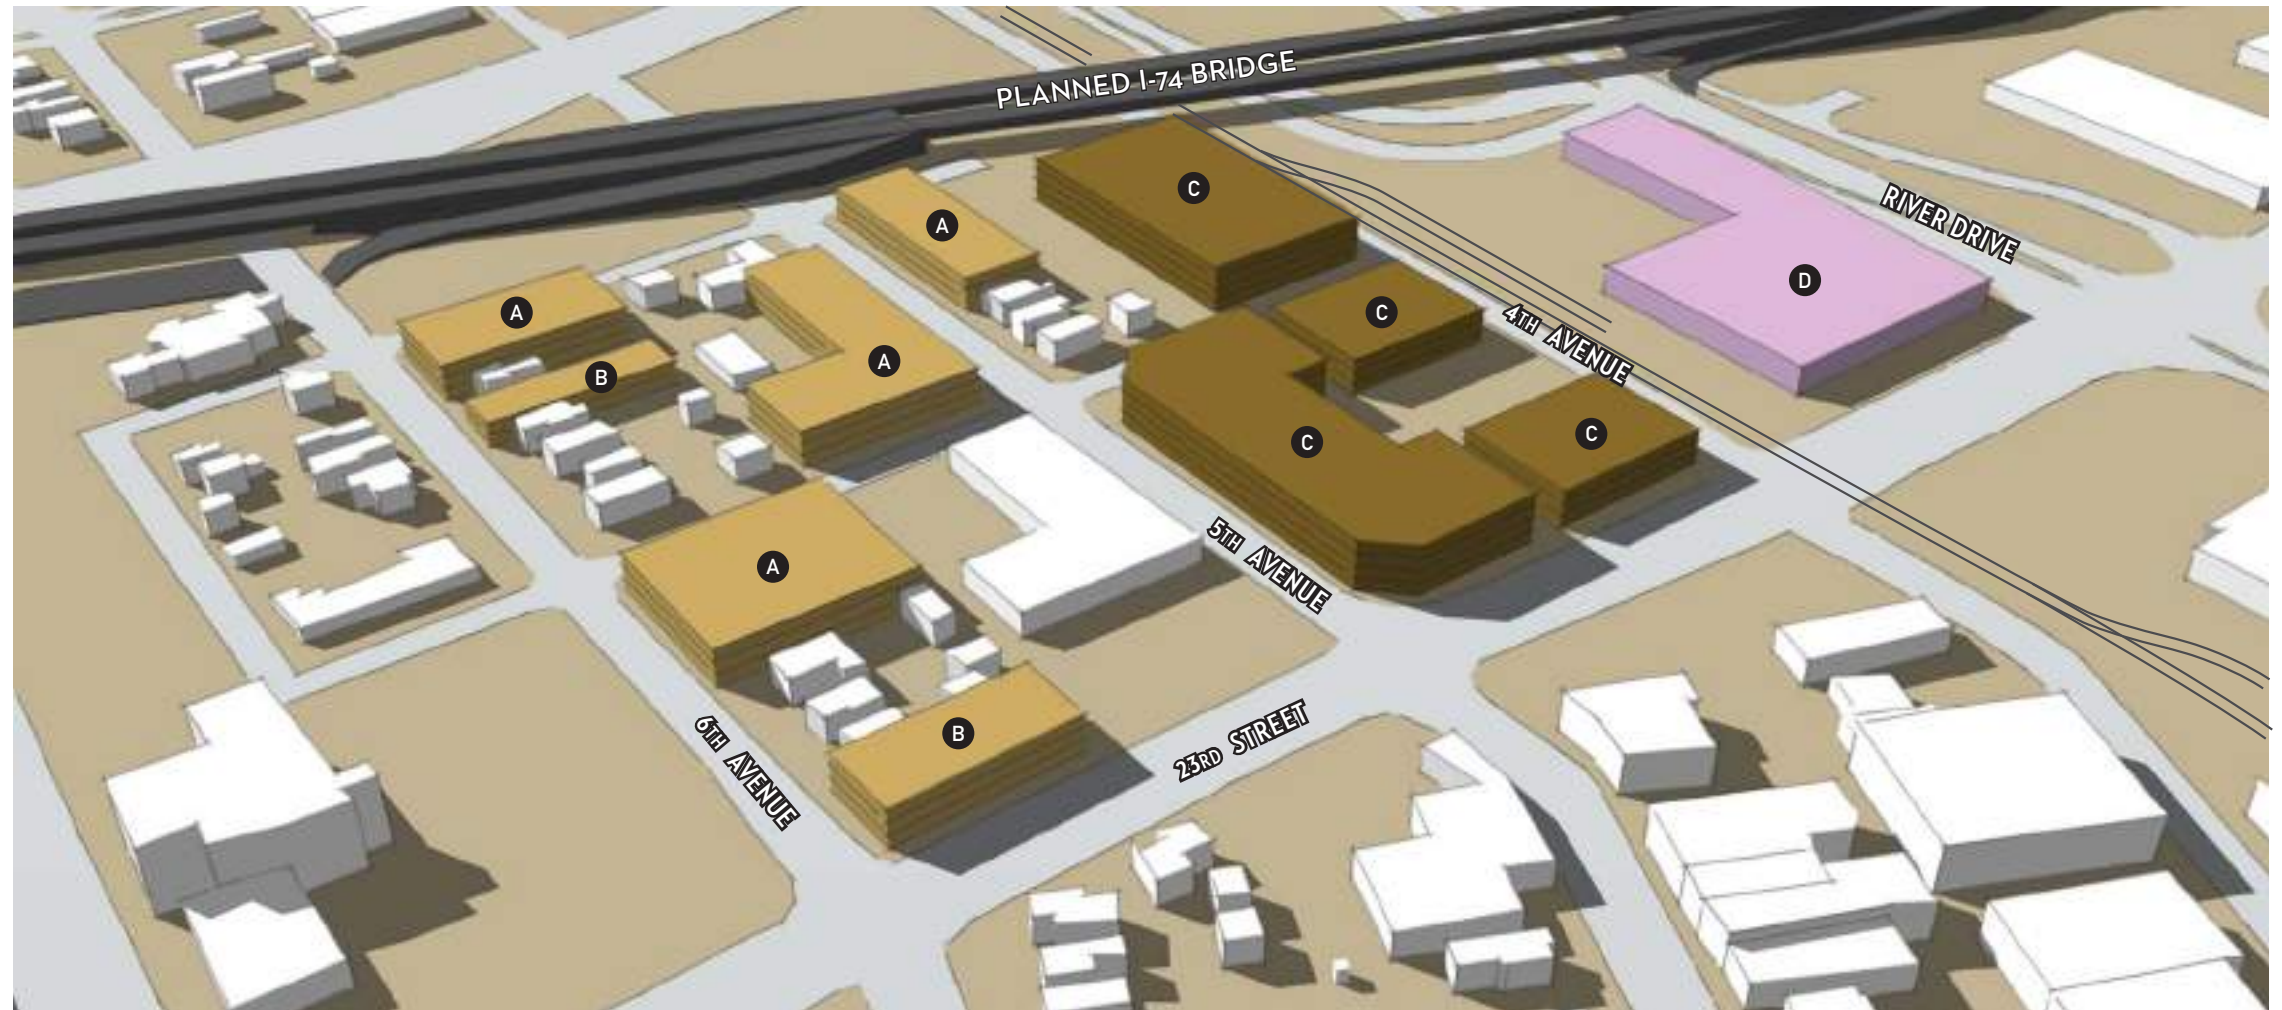 PLANNED I-74 BRIDGE
C
A
RIVER DRIVE
D
A
C
4TH AVENUE
A
B
C
C
5TH AVENUE
A
B
23RD STREET
6TH AVENUE